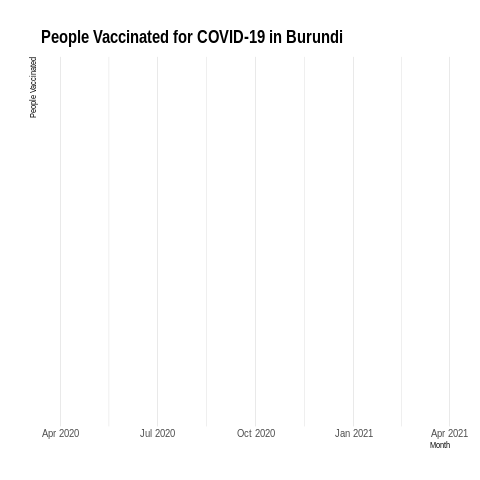 People Vaccinated for COVID-19 in Burundi
People Vaccinated
Apr 2020 Jul 2020 Oct 2020 Jan 2021 Apr 2021
Month